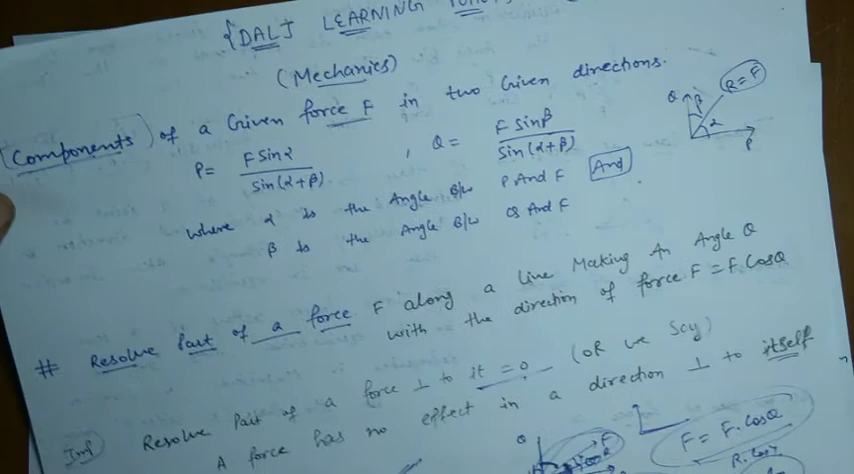 {DAL} LEARNING
(Mechanics)
(Components) of a Given force F in two Given directions.
P = F Sinα / Sin(α+β) , Q = F Sinβ / Sin(α+β)
Q β R = F α P
where α is the Angle B/w P And F And
β is the Angle B/w Q And F
# Resolve Part of a force F along a line Making An Angle Q
with the direction of force F = F CosQ
Imf Resolve Part of a force ⊥ to it = 0 (OR we Say)
A force has no effect in a direction ⊥ to itself
Q F F = F. CosQ